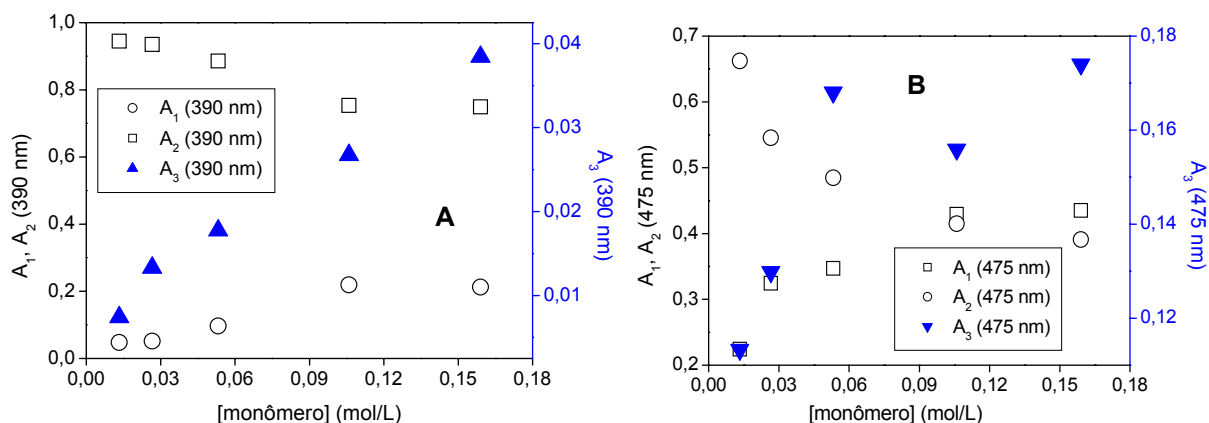 A₁, A₂ (390 nm)
1,0
0,8
0,6
0,4
0,2
0,0
A₁ (390 nm)
A₂ (390 nm)
A₃ (390 nm)
A
0,04
0,03
0,02
0,01
A₃ (390 nm)
0,00 0,03 0,06 0,09 0,12 0,15 0,18
[monômero] (mol/L)
A₁, A₂ (475 nm)
0,7
0,6
0,5
0,4
0,3
0,2
B
A₁ (475 nm)
A₂ (475 nm)
A₃ (475 nm)
0,18
0,16
0,14
0,12
A₃ (475 nm)
0,00 0,03 0,06 0,09 0,12 0,15 0,18
[monômero] (mol/L)